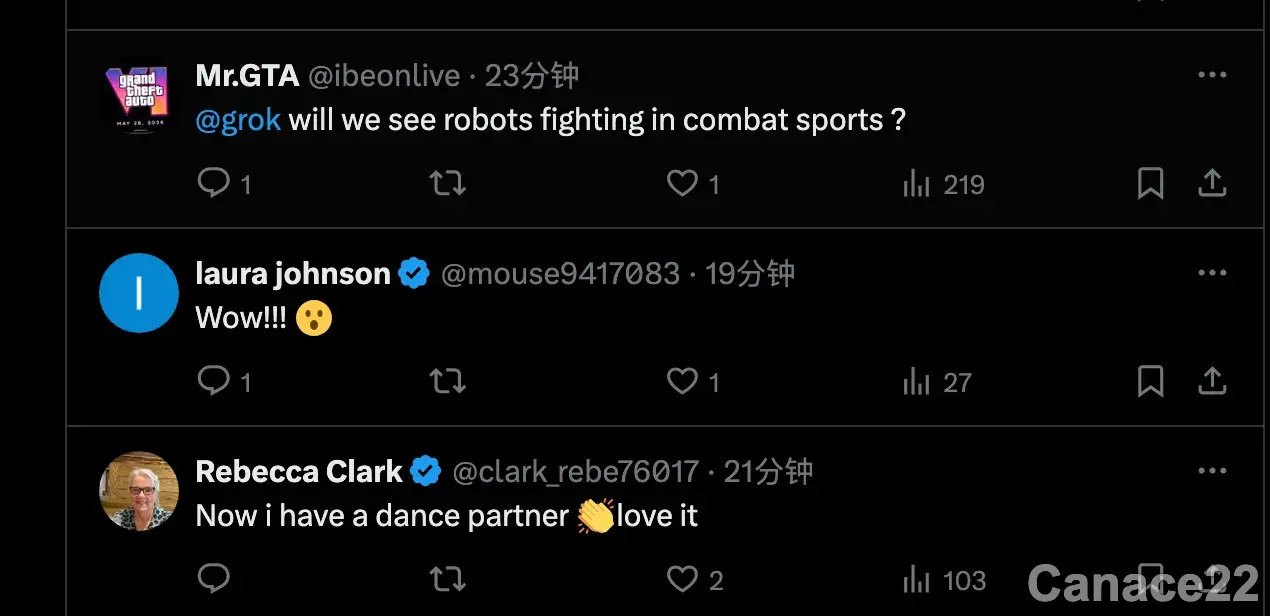 grand
theft
auto
VI
MAY 26, 2026
Mr.GTA @ibeonlive · 23分钟
@grok will we see robots fighting in combat sports ?
1 1 219
l
laura johnson @mouse9417083 · 19分钟
Wow!!! 😮
1 1 27
Rebecca Clark @clark_rebe76017 · 21分钟
Now i have a dance partner 👏love it
2 103
Canace22